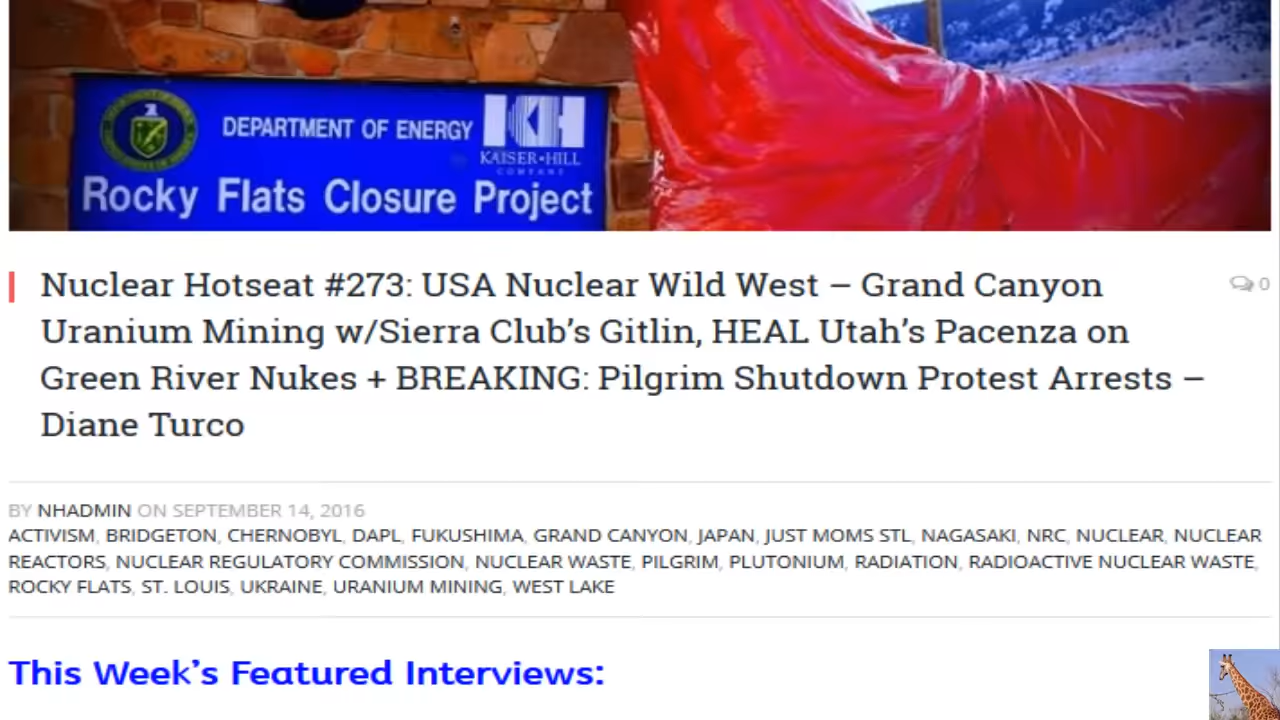 DEPARTMENT OF ENERGY
KAISER•HILL
COMPANY
Rocky Flats Closure Project
Nuclear Hotseat #273: USA Nuclear Wild West – Grand Canyon
Uranium Mining w/Sierra Club’s Gitlin, HEAL Utah’s Pacenza on
Green River Nukes + BREAKING: Pilgrim Shutdown Protest Arrests –
Diane Turco
0
BY NHADMIN ON SEPTEMBER 14, 2016
ACTIVISM, BRIDGETON, CHERNOBYL, DAPL, FUKUSHIMA, GRAND CANYON, JAPAN, JUST MOMS STL, NAGASAKI, NRC, NUCLEAR, NUCLEAR
REACTORS, NUCLEAR REGULATORY COMMISSION, NUCLEAR WASTE, PILGRIM, PLUTONIUM, RADIATION, RADIOACTIVE NUCLEAR WASTE,
ROCKY FLATS, ST. LOUIS, UKRAINE, URANIUM MINING, WEST LAKE
This Week’s Featured Interviews: